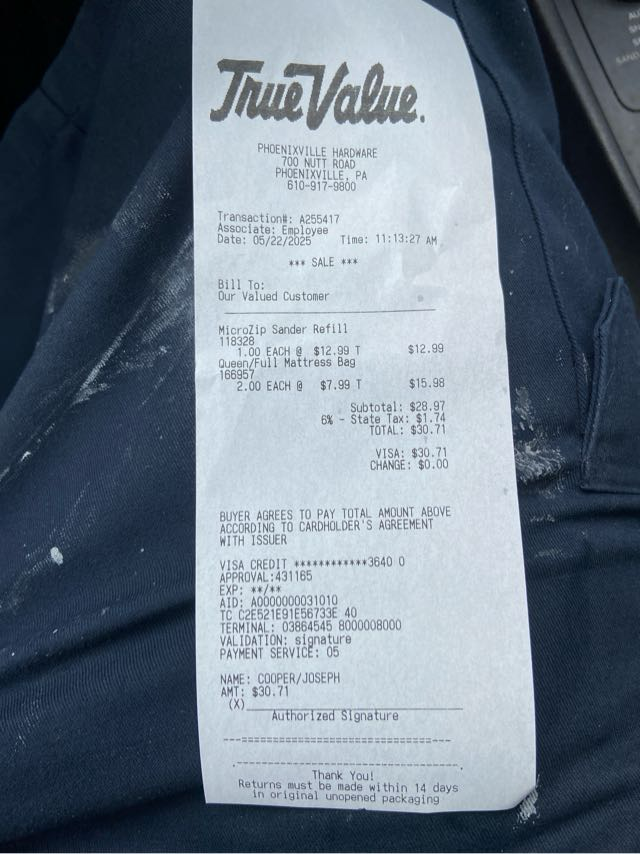 True Value.
PHOENIXVILLE HARDWARE
700 NUTT ROAD
PHOENIXVILLE, PA
610-917-9800
Transaction#: A255417
Associate: Employee
Date: 05/22/2025 Time: 11:13:27 AM
*** SALE ***
Bill To:
Our Valued Customer
MicroZip Sander Refill
118328
1.00 EACH @ $12.99 T $12.99
Queen/Full Mattress Bag
166957
2.00 EACH @ $7.99 T $15.98
Subtotal: $28.97
6% - State Tax: $1.74
TOTAL: $30.71
VISA: $30.71
CHANGE: $0.00
BUYER AGREES TO PAY TOTAL AMOUNT ABOVE
ACCORDING TO CARDHOLDER'S AGREEMENT
WITH ISSUER
VISA CREDIT ************3640 0
APPROVAL:431165
EXP: **/**
AID: A0000000031010
TC C2E521E91E56733E 40
TERMINAL: 03864545 8000008000
VALIDATION: signature
PAYMENT SERVICE: 05
NAME: COOPER/JOSEPH
AMT: $30.71
(X)
Authorized Signature
Thank You!
Returns must be made within 14 days
in original unopened packaging